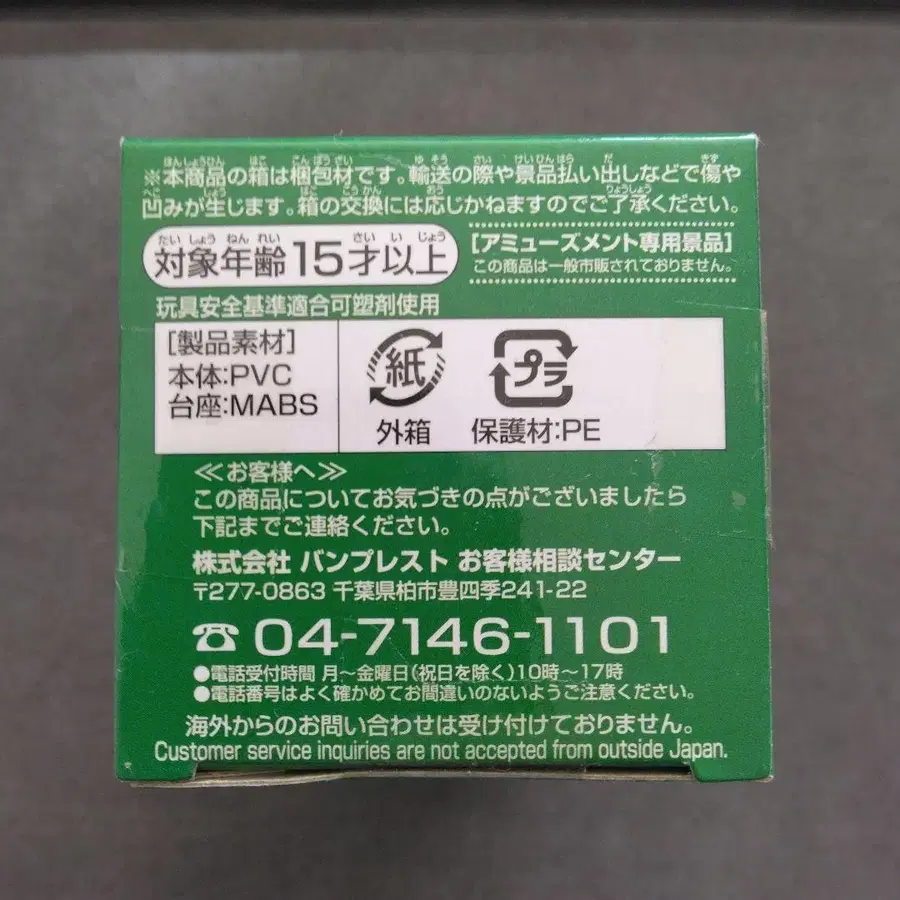 ※本商品の箱は梱包材です。輸送の際や景品払い出しなどで傷や
凹みが生じます。箱の交換には応じかねますのでご了承ください。
対象年齢15才以上
[アミューズメント専用景品]
この商品は一般市販されておりません。
玩具安全基準適合可塑剤使用
[製品素材]
本体:PVC
台座:MABS
紙
外箱
プラ
保護材:PE
≪お客様へ≫
この商品についてお気づきの点がございましたら
下記までご連絡ください。
株式会社 バンプレスト お客様相談センター
〒277-0863 千葉県柏市豊四季241-22
☎04-7146-1101
●電話受付時間 月~金曜日(祝日を除く)10時~17時
●電話番号はよく確かめてお間違いのないようご注意ください。
海外からのお問い合わせは受け付けておりません。
Customer service inquiries are not accepted from outside Japan.